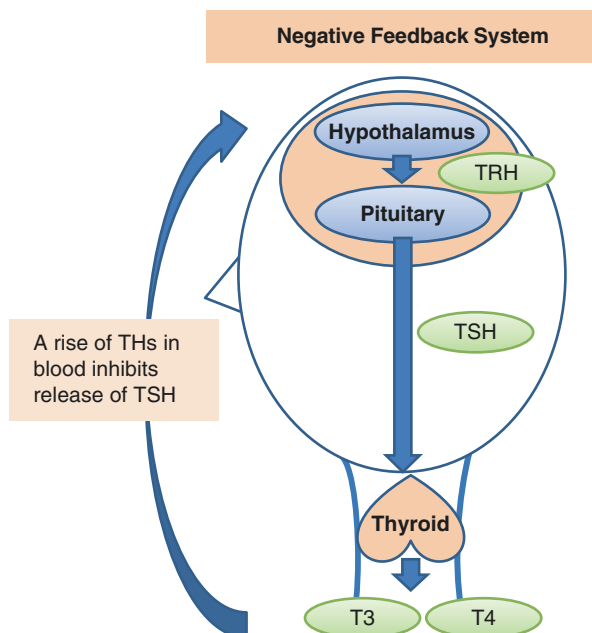 Negative Feedback System
Hypothalamus
TRH
Pituitary
TSH
A rise of THs in
blood inhibits
release of TSH
Thyroid
T3
T4